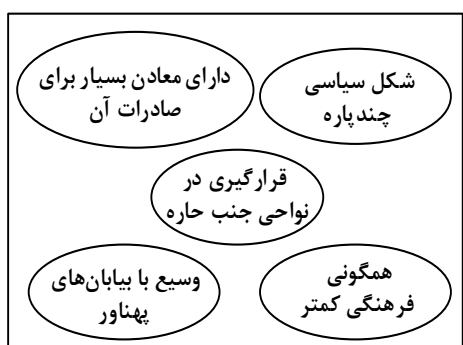 شکل سیاسی
چندپاره
دارای معادن بسیار برای
صادرات آن
قرارگیری در
نواحی جنب حاره
همگونی
فرهنگی کمتر
وسیع با بیابان‌های
پهناور